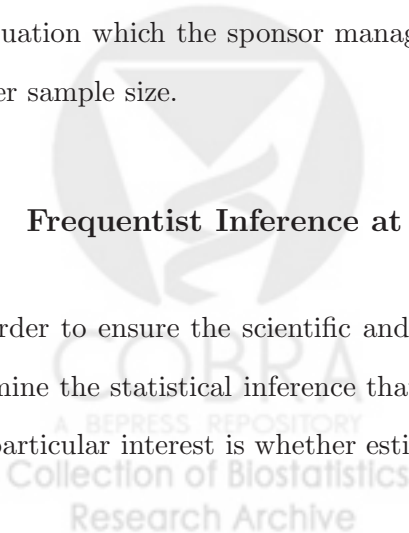 uation which the sponsor manag
er sample size.
Frequentist Inference at
rder to ensure the scientific and
COBRA
mine the statistical inference tha
A BEPRESS REPOSITORY
particular interest is whether esti
Collection of Biostatistics
Research Archive